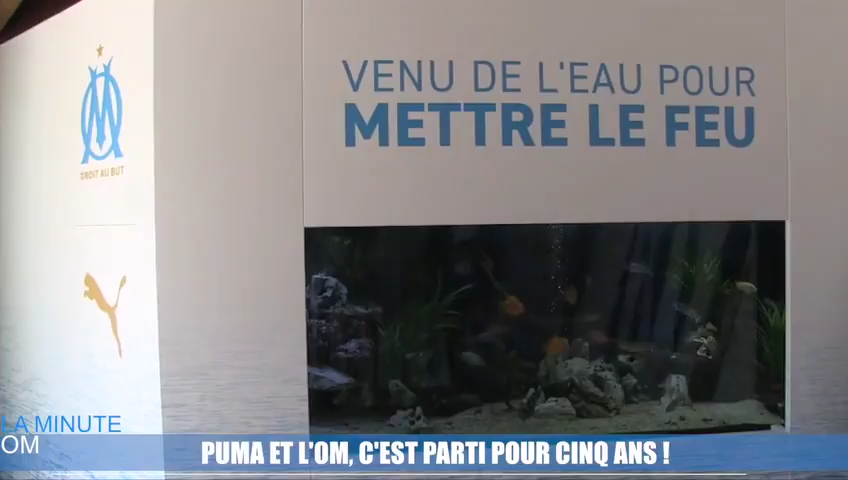 VENU DE L'EAU POUR
METTRE LE FEU
DROIT AU BUT
LA MINUTE
OM
PUMA ET L'OM, C'EST PARTI POUR CINQ ANS !